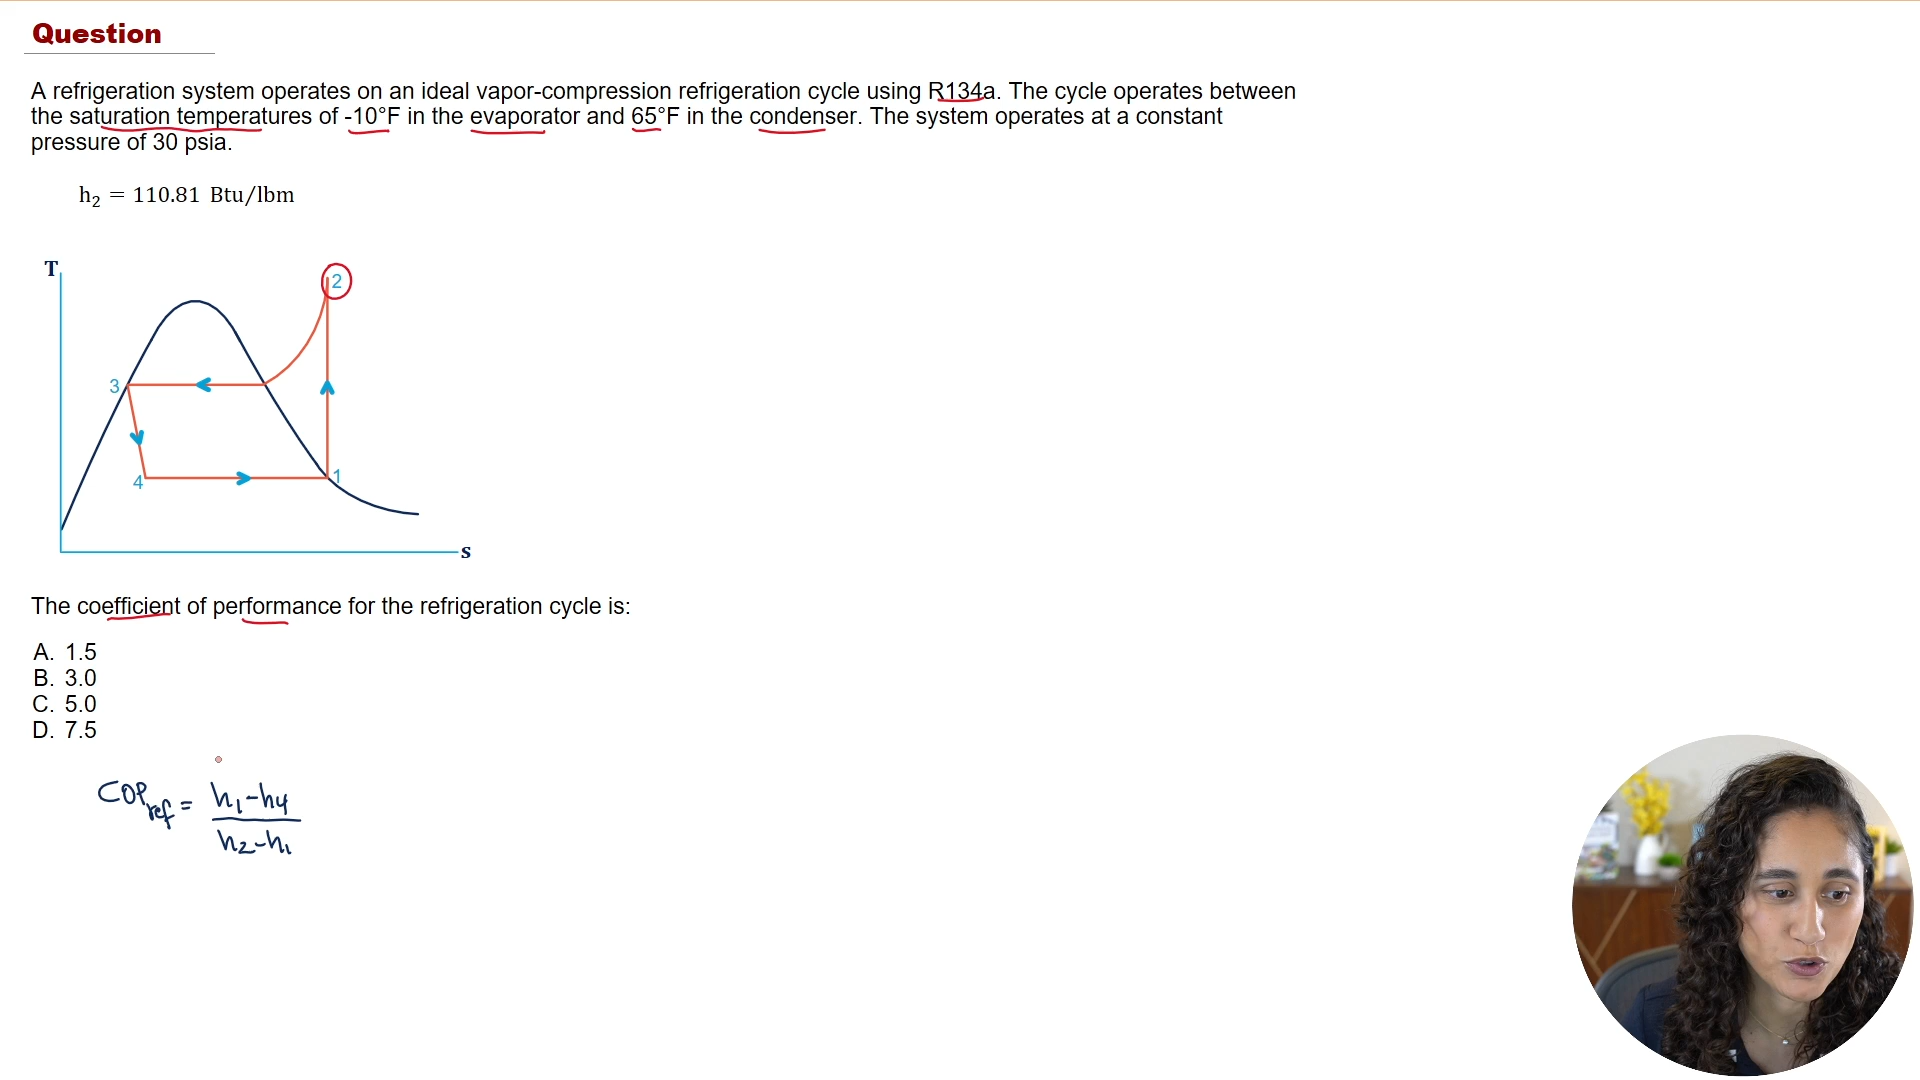 Question
A refrigeration system operates on an ideal vapor-compression refrigeration cycle using R134a. The cycle operates between
the saturation temperatures of -10°F in the evaporator and 65°F in the condenser. The system operates at a constant
pressure of 30 psia.
h₂ = 110.81 Btu/lbm
T
2
3
4
1
s
The coefficient of performance for the refrigeration cycle is:
A. 1.5
B. 3.0
C. 5.0
D. 7.5
COP_ref = h₁-h₄
h₂-h₁